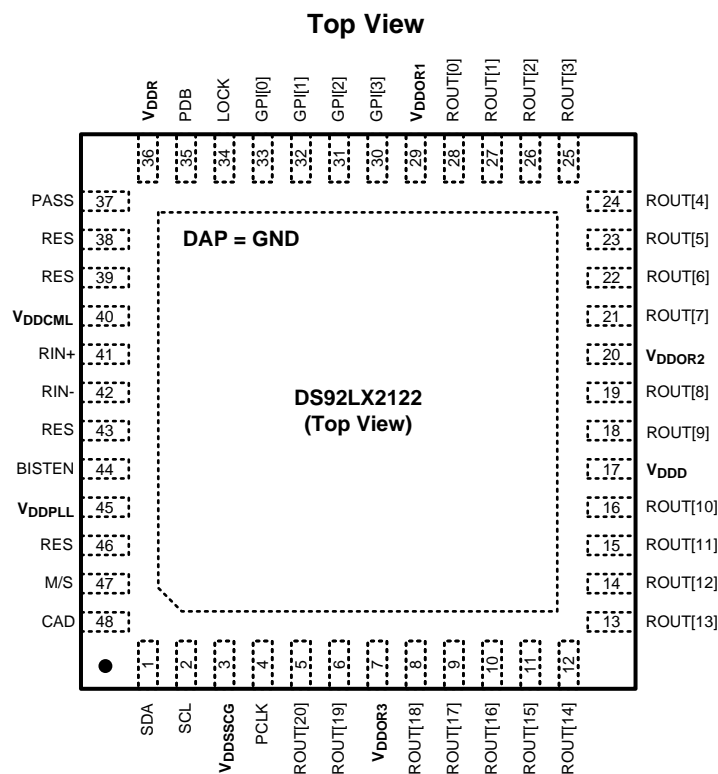 Top View
VDDR
PDB
LOCK
GPI[0]
GPI[1]
GPI[2]
GPI[3]
VDDOR1
ROUT[0]
ROUT[1]
ROUT[2]
ROUT[3]
36
35
34
33
32
31
30
29
28
27
26
25
PASS 37
RES 38
RES 39
VDDCML 40
RIN+ 41
RIN- 42
RES 43
BISTEN 44
VDDPLL 45
RES 46
M/S 47
CAD 48
DAP = GND
DS92LX2122
(Top View)
24 ROUT[4]
23 ROUT[5]
22 ROUT[6]
21 ROUT[7]
20 VDDOR2
19 ROUT[8]
18 ROUT[9]
17 VDDD
16 ROUT[10]
15 ROUT[11]
14 ROUT[12]
13 ROUT[13]
1
2
3
4
5
6
7
8
9
10
11
12
SDA
SCL
VDDSSCG
PCLK
ROUT[20]
ROUT[19]
VDDOR3
ROUT[18]
ROUT[17]
ROUT[16]
ROUT[15]
ROUT[14]